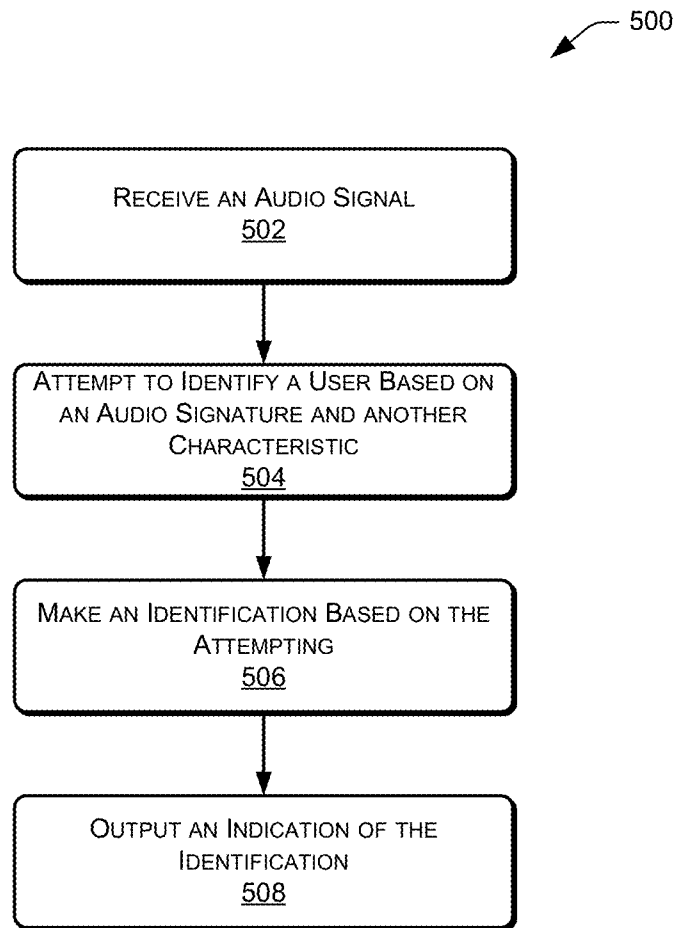 500
RECEIVE AN AUDIO SIGNAL
502
ATTEMPT TO IDENTIFY A USER BASED ON
AN AUDIO SIGNATURE AND ANOTHER
CHARACTERISTIC
504
MAKE AN IDENTIFICATION BASED ON THE
ATTEMPTING
506
OUTPUT AN INDICATION OF THE
IDENTIFICATION
508